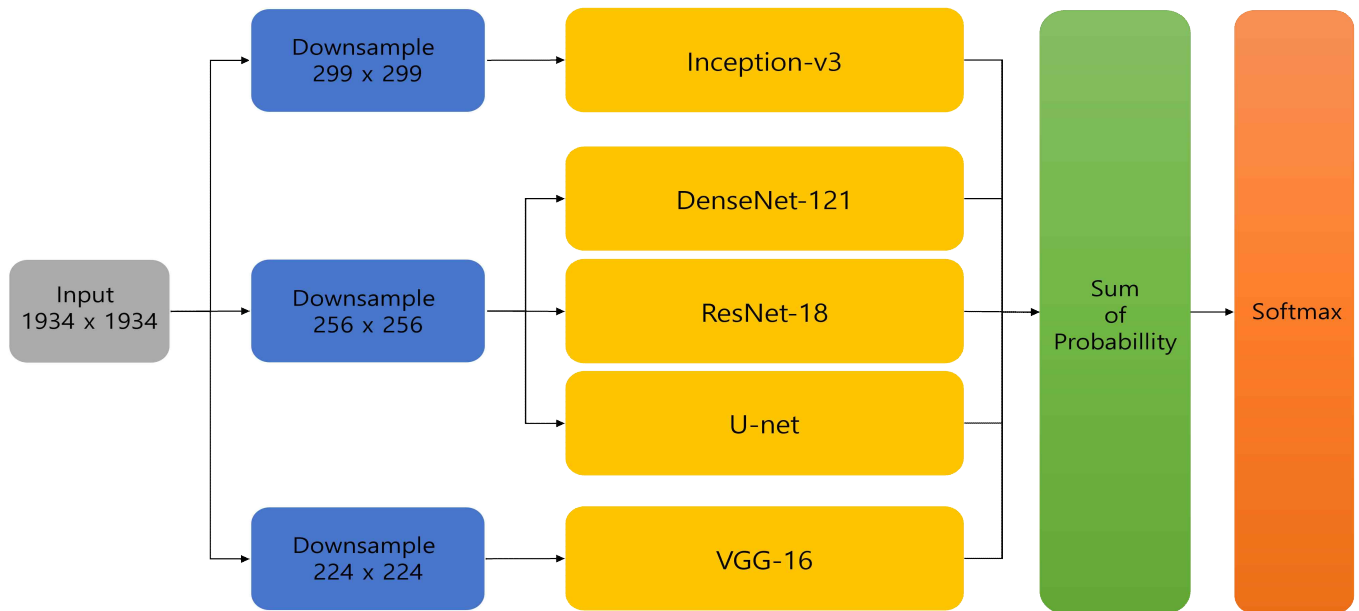 Input
1934 x 1934
Downsample
299 x 299
Downsample
256 x 256
Downsample
224 x 224
Inception-v3
DenseNet-121
ResNet-18
U-net
VGG-16
Sum
of
Probabillity
Softmax